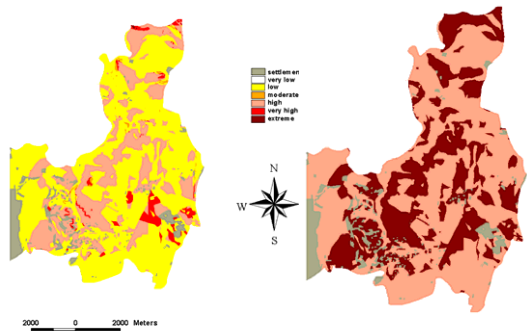 settlemen
very low
low
moderate
high
very high
extreme
N
W
S
2000 0 2000 Meters